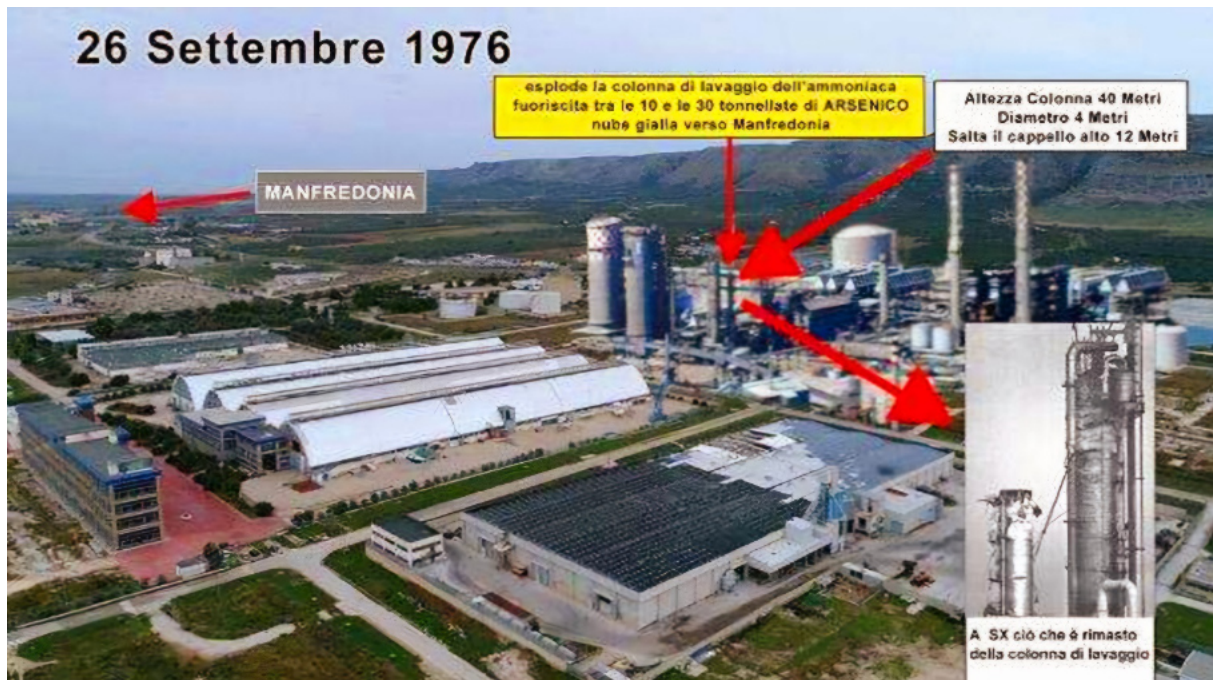 26 Settembre 1976
esplode la colonna di lavaggio dell'ammoniaca
fuoriscita tra le 10 e le 30 tonnellate di ARSENICO
nube gialla verso Manfredonia
Altezza Colonna 40 Metri
Diametro 4 Metri
Salta il cappello alto 12 Metri
MANFREDONIA
A SX ciò che è rimasto
della colonna di lavaggio